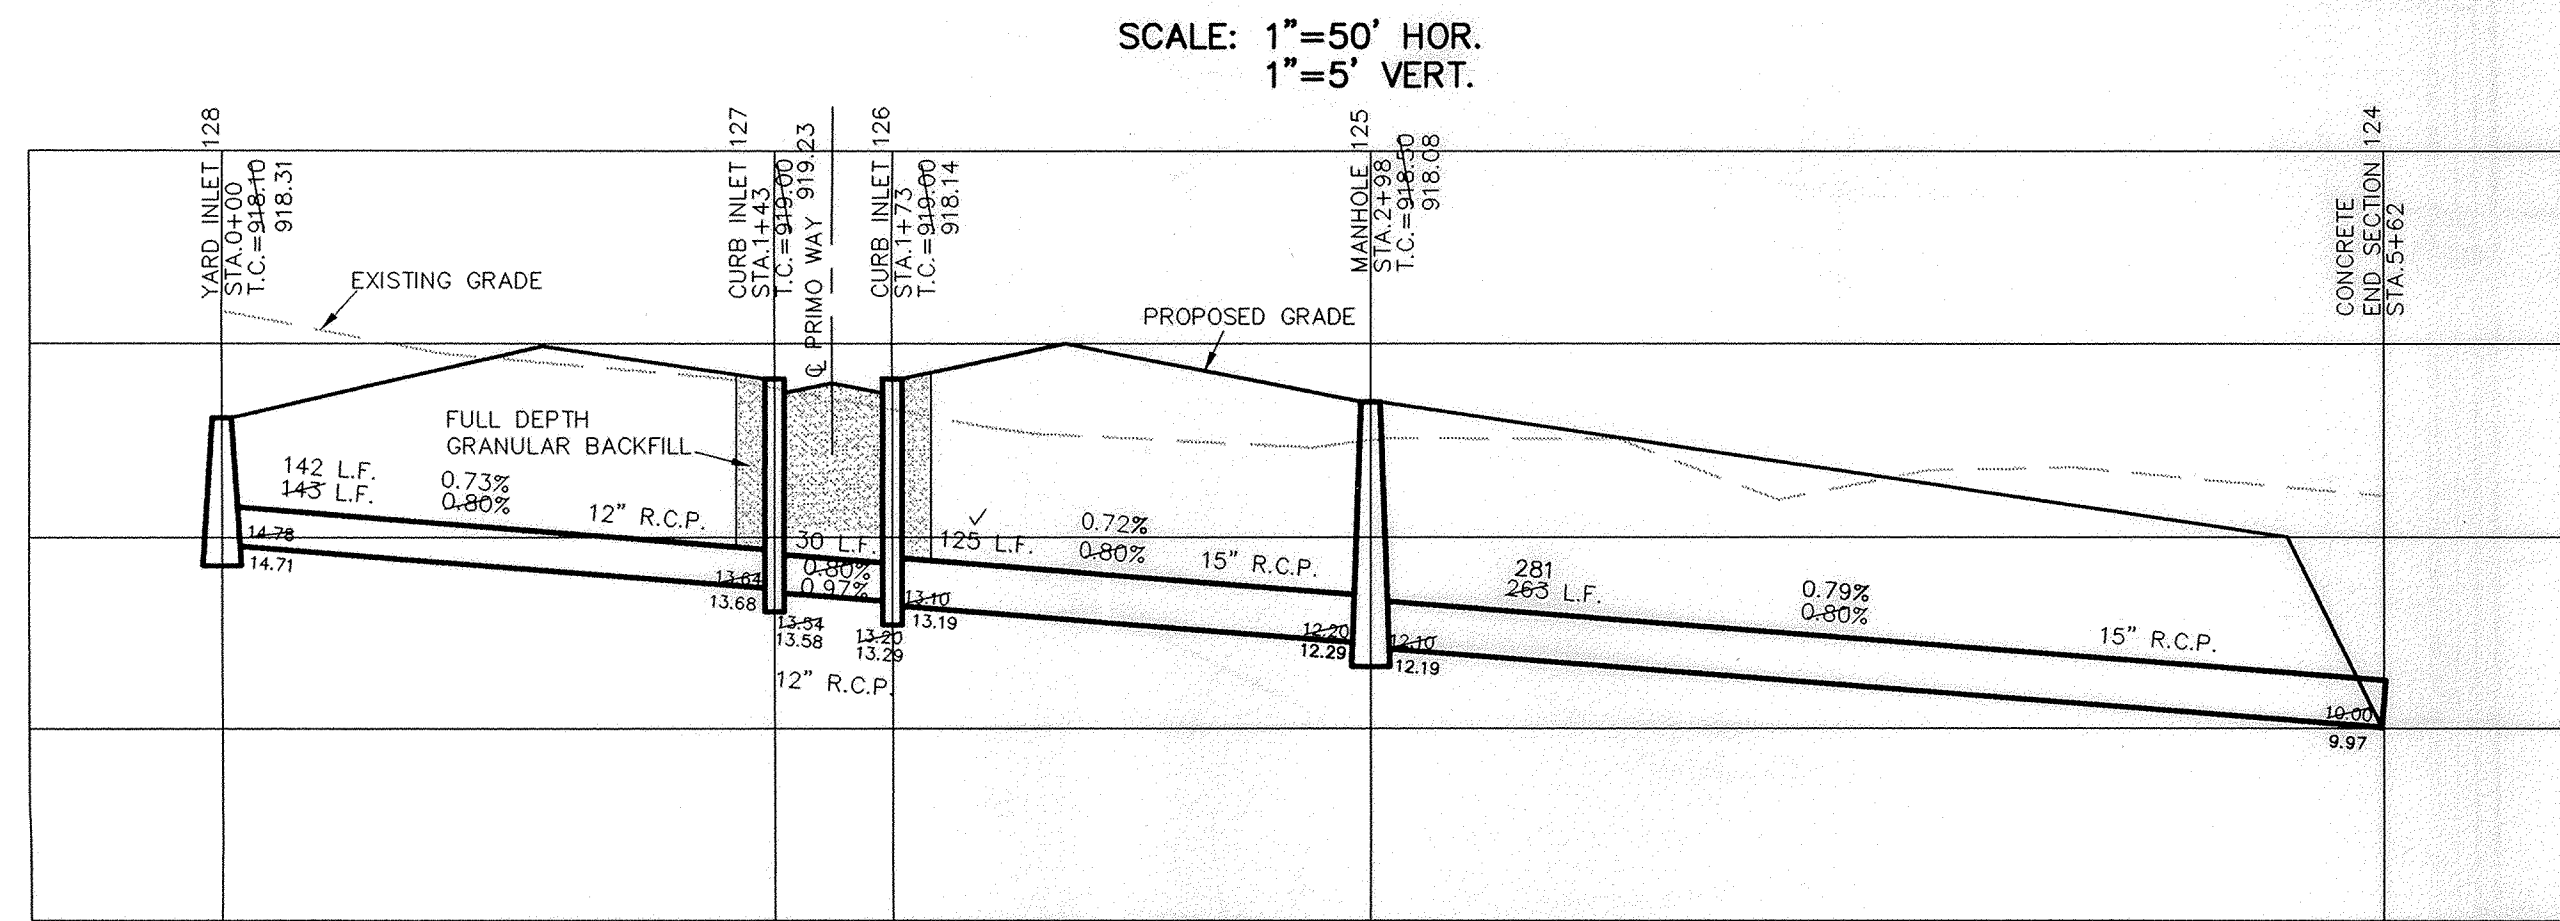 SCALE: 1"=50' HOR.
1"=5' VERT.
YARD INLET 128
STA.0+00
T.C.=918.10
918.31
CURB INLET 127
STA.1+43
T.C.=919.00
℄ PRIMO WAY 919.23
CURB INLET 126
STA.1+73
T.C.=919.00
918.14
MANHOLE 125
STA.2+98
T.C.=918.50
918.08
CONCRETE
END SECTION 124
STA.5+62
EXISTING GRADE
PROPOSED GRADE
FULL DEPTH
GRANULAR BACKFILL
142 L.F.
143 L.F.
0.73%
0.80%
12" R.C.P.
14.78
14.71
13.64
13.68
30 L.F.
0.80%
0.97%
13.54
13.58
13.20
13.29
12" R.C.P.
✓
125 L.F.
13.10
13.19
0.72%
0.80%
15" R.C.P.
12.20
12.29
12.10
12.19
281
263 L.F.
0.79%
0.80%
15" R.C.P.
10.00
9.97